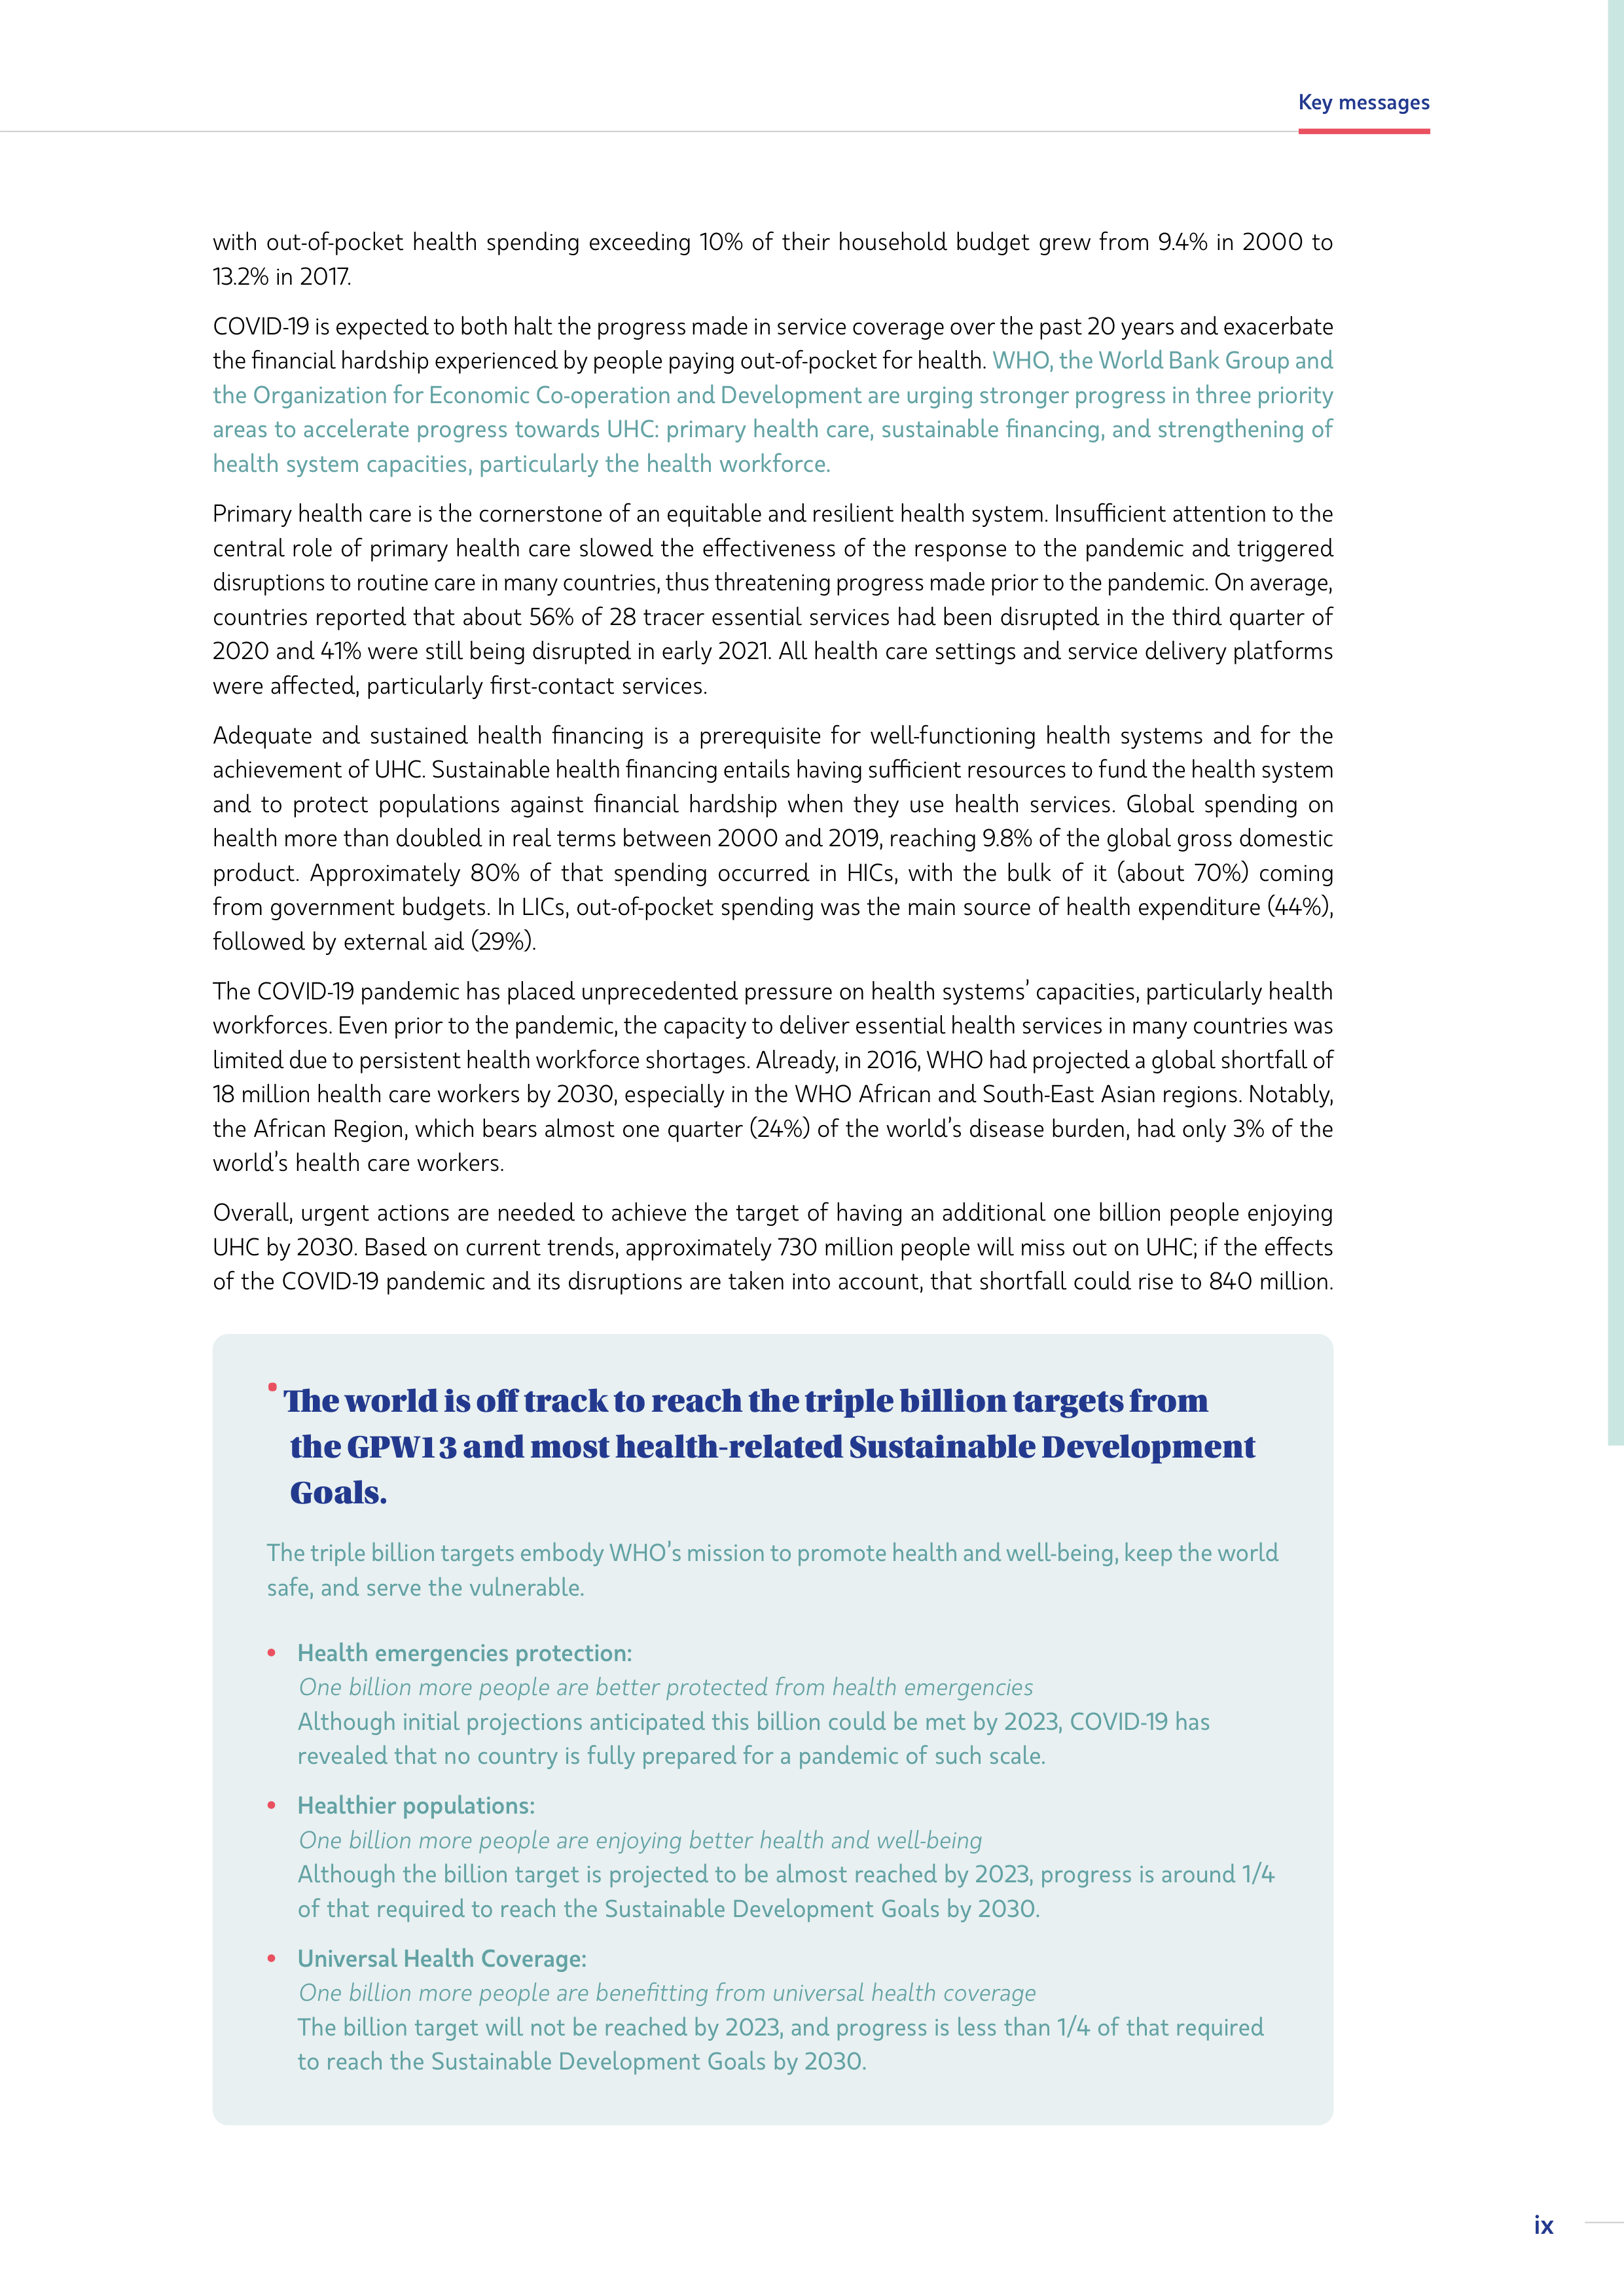 Key messages
with out-of-pocket health spending exceeding 10% of their household budget grew from 9.4% in 2000 to
13.2% in 2017.
COVID-19 is expected to both halt the progress made in service coverage over the past 20 years and exacerbate
the financial hardship experienced by people paying out-of-pocket for health. WHO, the World Bank Group and
the Organization for Economic Co-operation and Development are urging stronger progress in three priority
areas to accelerate progress towards UHC: primary health care, sustainable financing, and strengthening of
health system capacities, particularly the health workforce.
Primary health care is the cornerstone of an equitable and resilient health system. Insufficient attention to the
central role of primary health care slowed the effectiveness of the response to the pandemic and triggered
disruptions to routine care in many countries, thus threatening progress made prior to the pandemic. On average,
countries reported that about 56% of 28 tracer essential services had been disrupted in the third quarter of
2020 and 41% were still being disrupted in early 2021. All health care settings and service delivery platforms
were affected, particularly first-contact services.
Adequate and sustained health financing is a prerequisite for well-functioning health systems and for the
achievement of UHC. Sustainable health financing entails having sufficient resources to fund the health system
and to protect populations against financial hardship when they use health services. Global spending on
health more than doubled in real terms between 2000 and 2019, reaching 9.8% of the global gross domestic
product. Approximately 80% of that spending occurred in HICs, with the bulk of it (about 70%) coming
from government budgets. In LICs, out-of-pocket spending was the main source of health expenditure (44%),
followed by external aid (29%).
The COVID-19 pandemic has placed unprecedented pressure on health systems' capacities, particularly health
workforces. Even prior to the pandemic, the capacity to deliver essential health services in many countries was
limited due to persistent health workforce shortages. Already, in 2016, WHO had projected a global shortfall of
18 million health care workers by 2030, especially in the WHO African and South-East Asian regions. Notably,
the African Region, which bears almost one quarter (24%) of the world's disease burden, had only 3% of the
world's health care workers.
Overall, urgent actions are needed to achieve the target of having an additional one billion people enjoying
UHC by 2030. Based on current trends, approximately 730 million people will miss out on UHC; if the effects
of the COVID-19 pandemic and its disruptions are taken into account, that shortfall could rise to 840 million.
• The world is off track to reach the triple billion targets from
the GPW13 and most health-related Sustainable Development
Goals.
The triple billion targets embody WHO's mission to promote health and well-being, keep the world
safe, and serve the vulnerable.
• Health emergencies protection:
One billion more people are better protected from health emergencies
Although initial projections anticipated this billion could be met by 2023, COVID-19 has
revealed that no country is fully prepared for a pandemic of such scale.
• Healthier populations:
One billion more people are enjoying better health and well-being
Although the billion target is projected to be almost reached by 2023, progress is around 1/4
of that required to reach the Sustainable Development Goals by 2030.
• Universal Health Coverage:
One billion more people are benefitting from universal health coverage
The billion target will not be reached by 2023, and progress is less than 1/4 of that required
to reach the Sustainable Development Goals by 2030.
ix